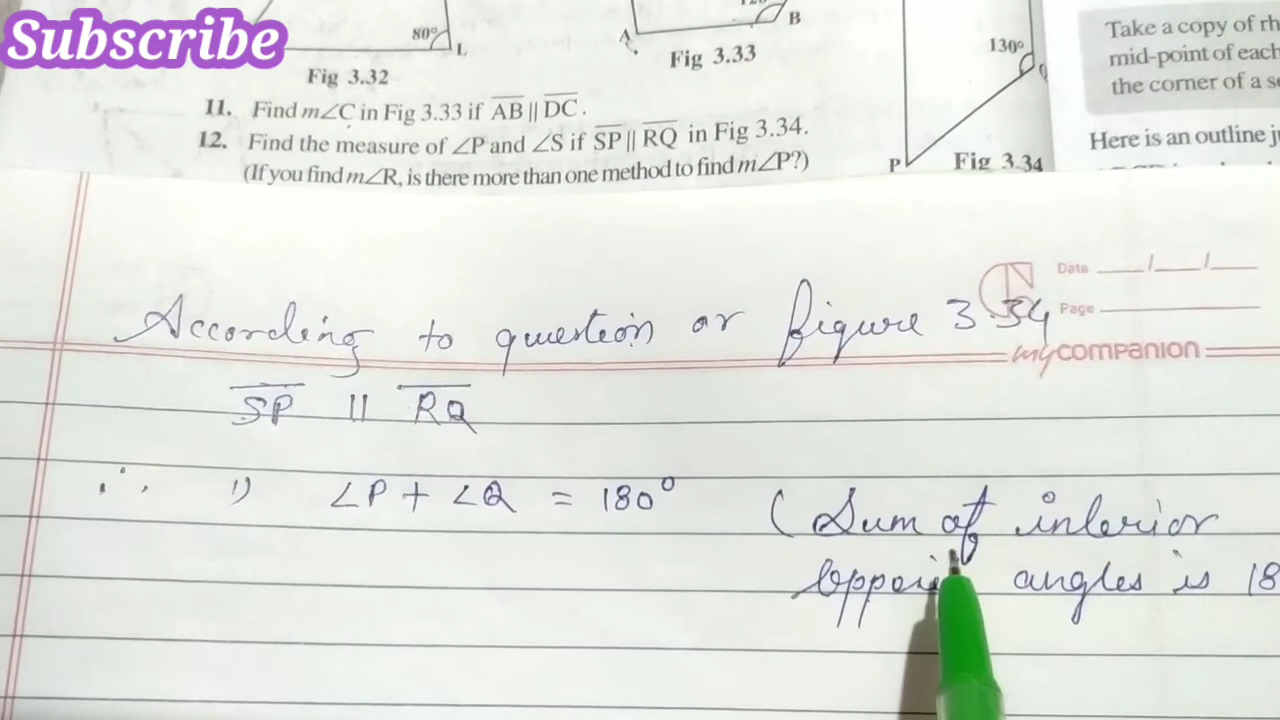 Subscribe
80°
L
Fig 3.32
A
B
Fig 3.33
130°
P
Fig 3.34
Take a copy of rh
mid-point of each
the corner of a s
Here is an outline j
11. Find m∠C in Fig 3.33 if AB || DC.
12. Find the measure of ∠P and ∠S if SP || RQ in Fig 3.34.
(If you find m∠R, is there more than one method to find m∠P?)
Date
Page
mycompanion
According to question or figure 3.34
SP || RQ
∴ 1) ∠P + ∠Q = 180° (Sum of interior
angles is 18